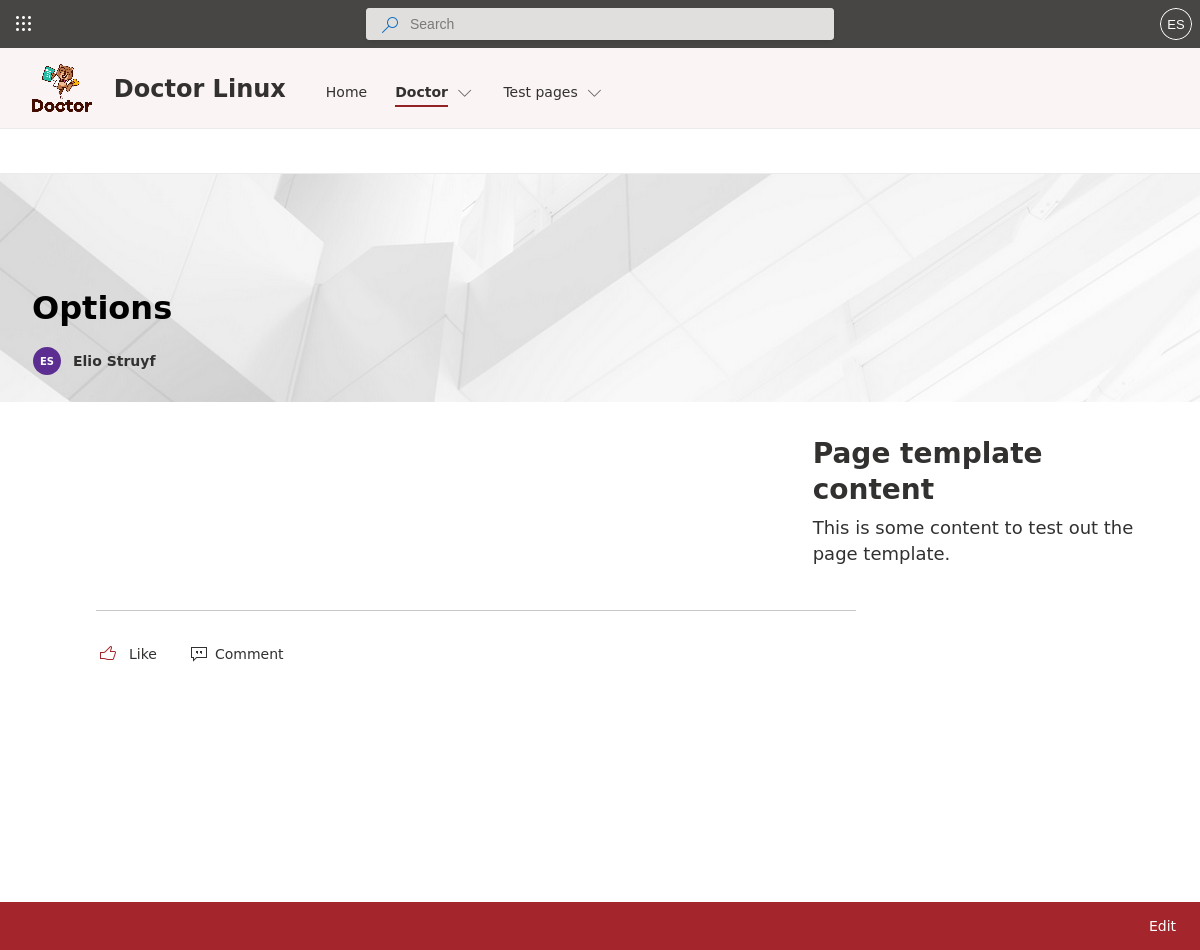 Search
ES
Doctor
Doctor Linux
Home
Doctor
Test pages
Options
ES
Elio Struyf
Page template
content
This is some content to test out the
page template.
Like
Comment
Edit